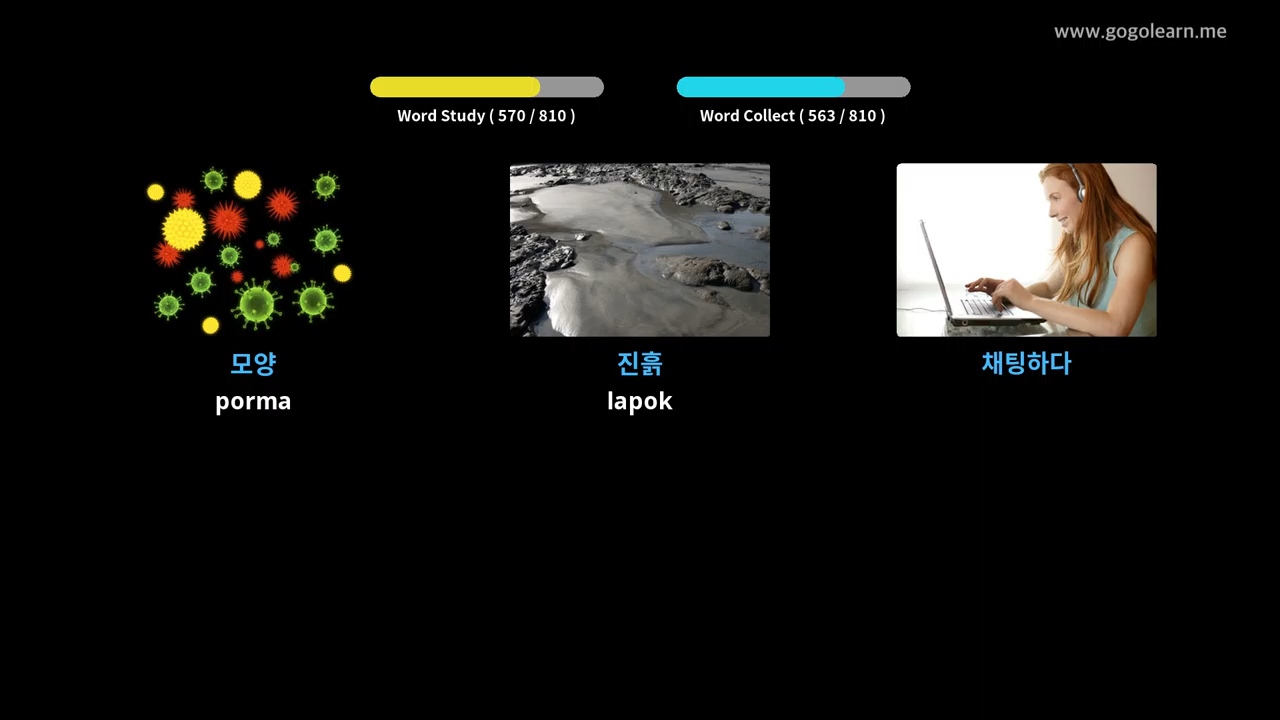 www.gogolearn.me
Word Study ( 570 / 810 )
Word Collect ( 563 / 810 )
모양
porma
진흙
lapok
채팅하다